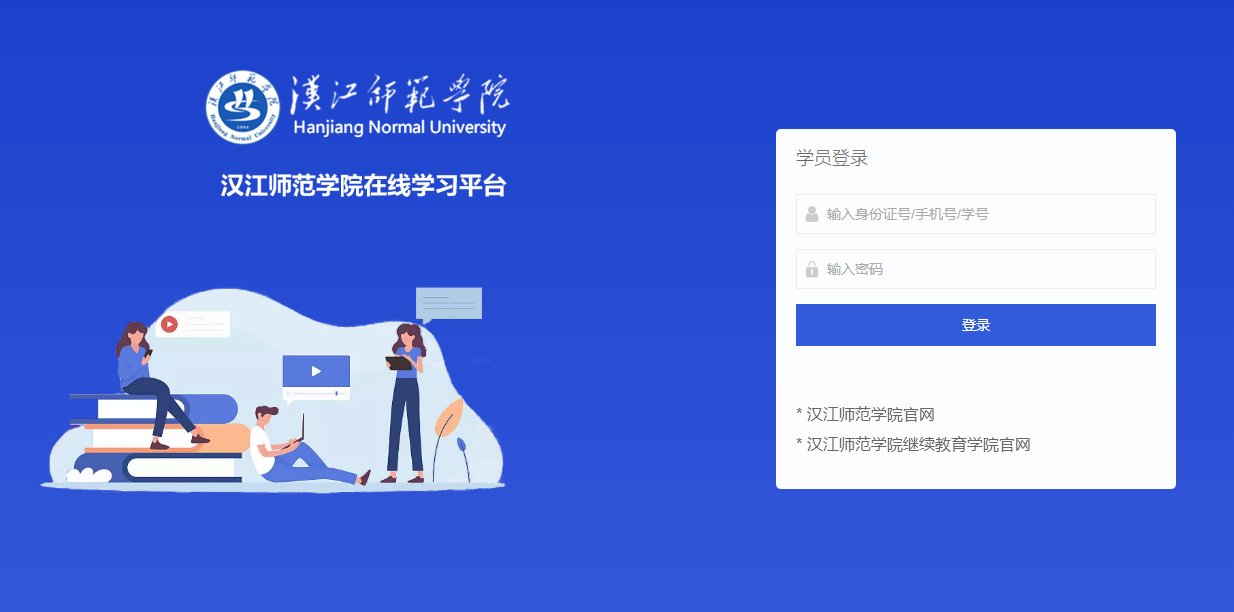 漢江師範學院
Hanjiang Normal University
汉江师范学院在线学习平台
学员登录
输入身份证号/手机号/学号
输入密码
登录
* 汉江师范学院官网
* 汉江师范学院继续教育学院官网